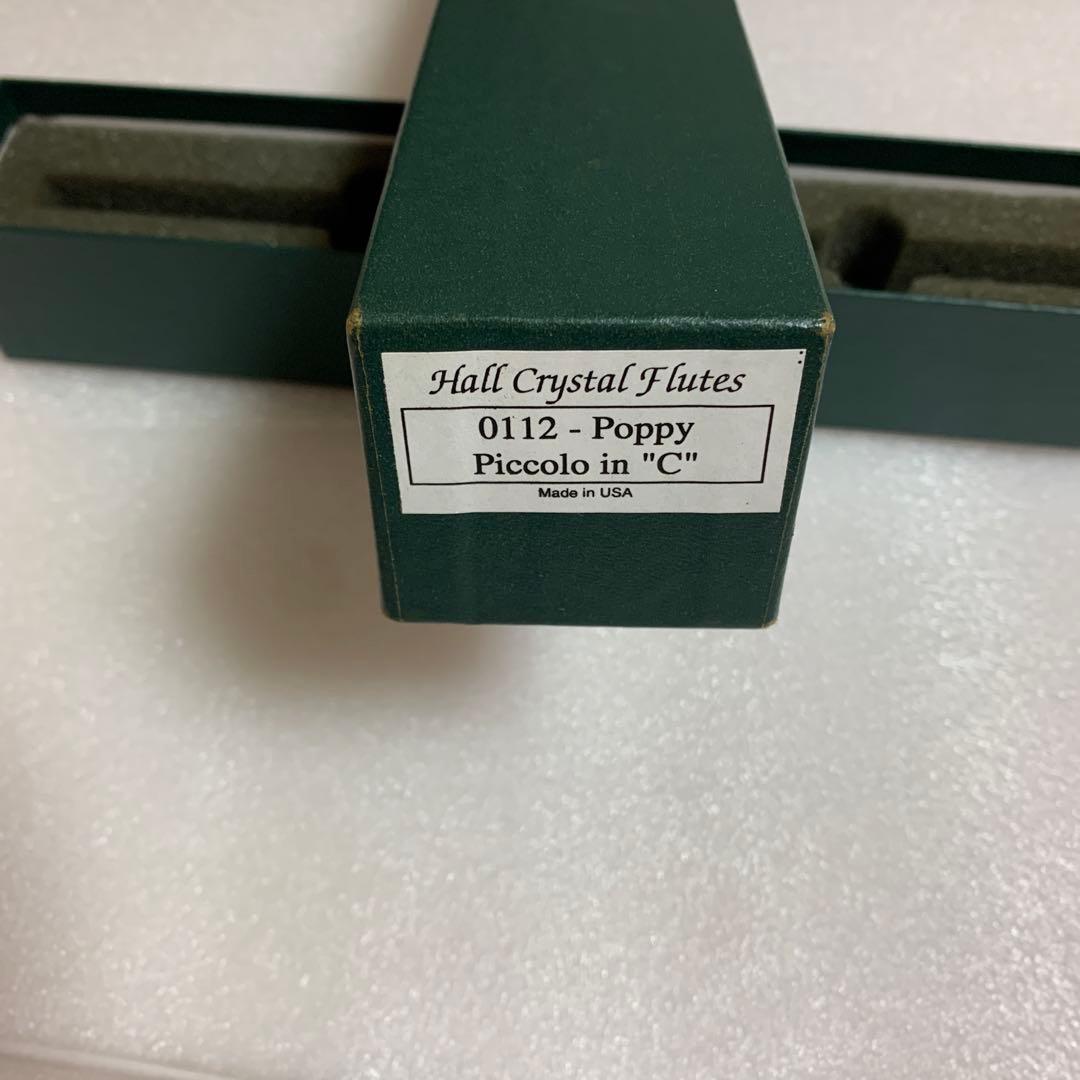 Hall Crystal Flutes
0112 - Poppy
Piccolo in "C"
Made in USA